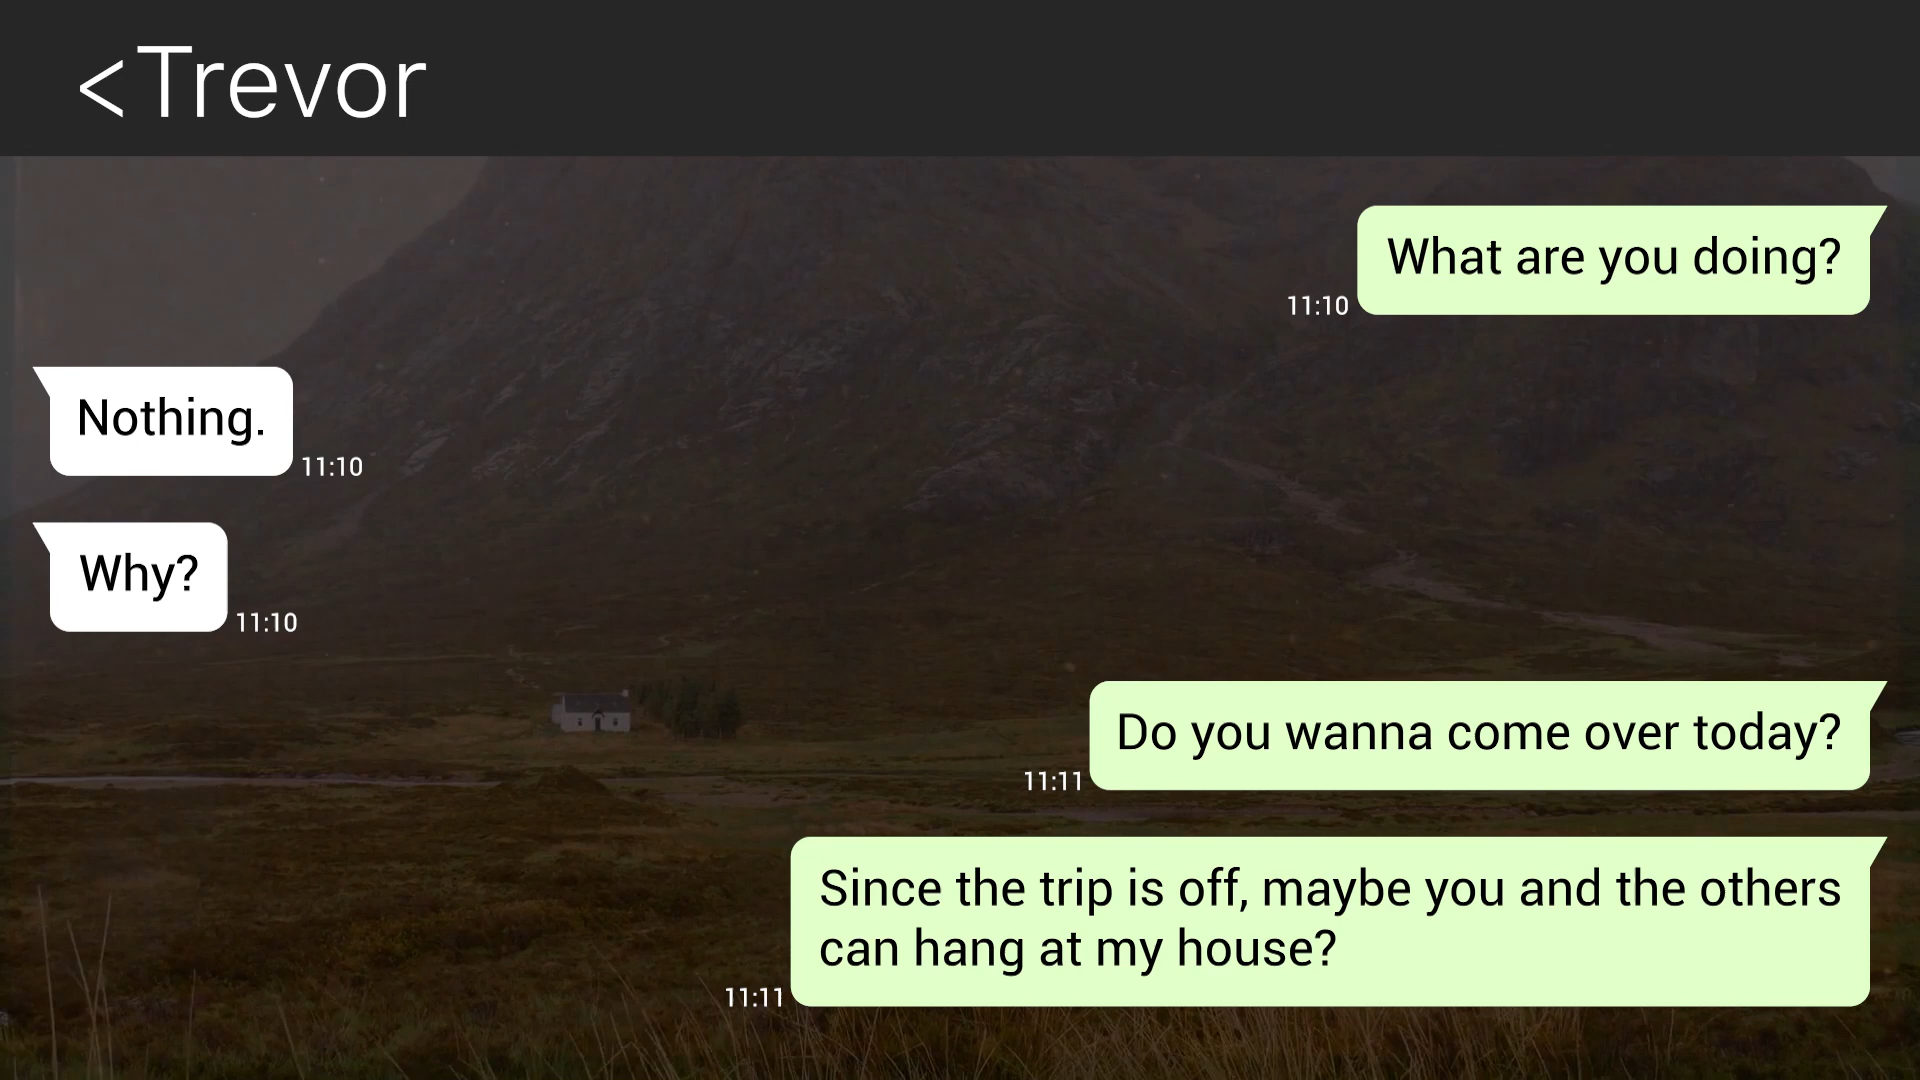 <Trevor
What are you doing?
11:10
Nothing.
11:10
Why?
11:10
Do you wanna come over today?
11:11
Since the trip is off, maybe you and the others
can hang at my house?
11:11